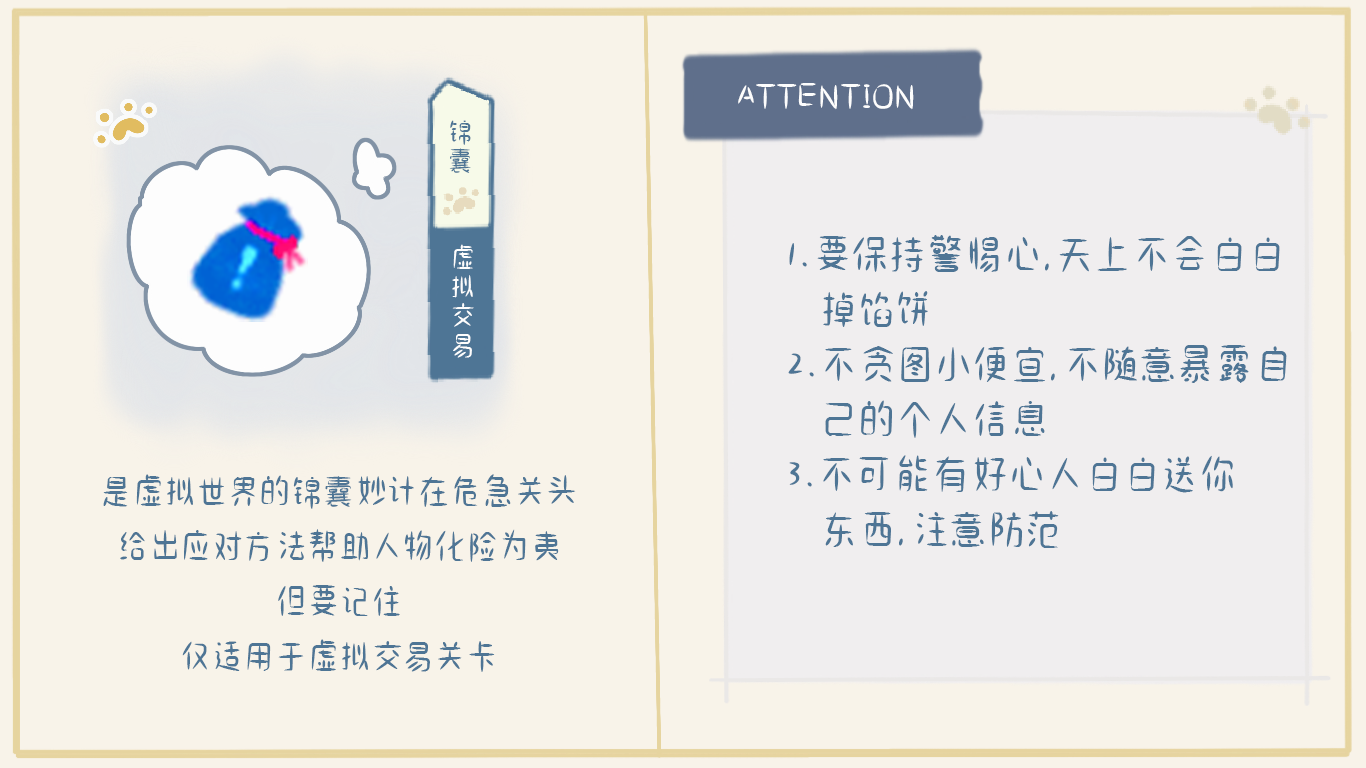 锦囊
虚拟交易
是虚拟世界的锦囊妙计在危急关头
给出应对方法帮助人物化险为夷
但要记住
仅适用于虚拟交易关卡
ATTENTION
1.要保持警惕心,天上不会白白
掉馅饼
2.不贪图小便宜,不随意暴露自
己的个人信息
3.不可能有好心人白白送你
东西,注意防范